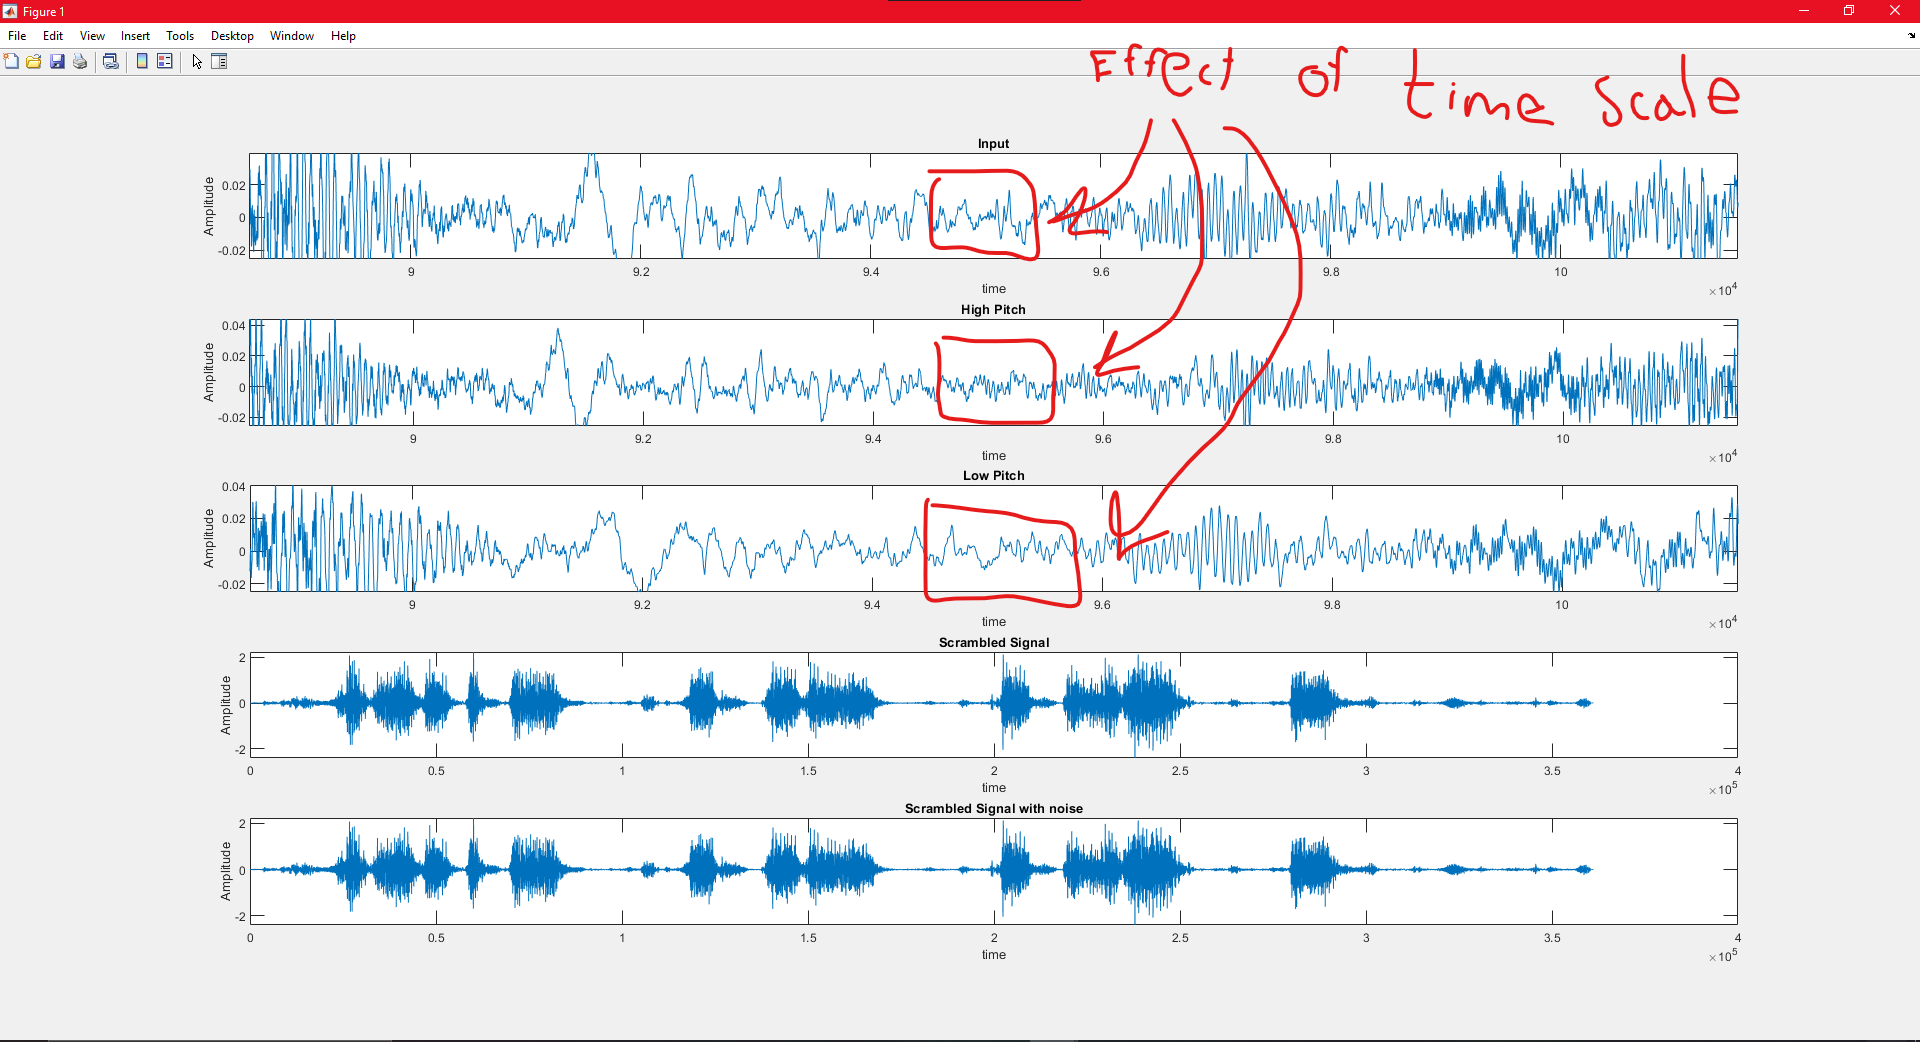 Figure 1
File Edit View Insert Tools Desktop Window Help
Effect of time scale
Input
Amplitude
0.02
0
-0.02
9 9.2 9.4 9.6 9.8 10
time
×10^4
High Pitch
Amplitude
0.04
0.02
0
-0.02
9 9.2 9.4 9.6 9.8 10
time
×10^4
Low Pitch
Amplitude
0.04
0.02
0
-0.02
9 9.2 9.4 9.6 9.8 10
time
×10^4
Scrambled Signal
Amplitude
2
0
-2
0 0.5 1 1.5 2 2.5 3 3.5 4
time
×10^5
Scrambled Signal with noise
Amplitude
2
0
-2
0 0.5 1 1.5 2 2.5 3 3.5 4
time
×10^5